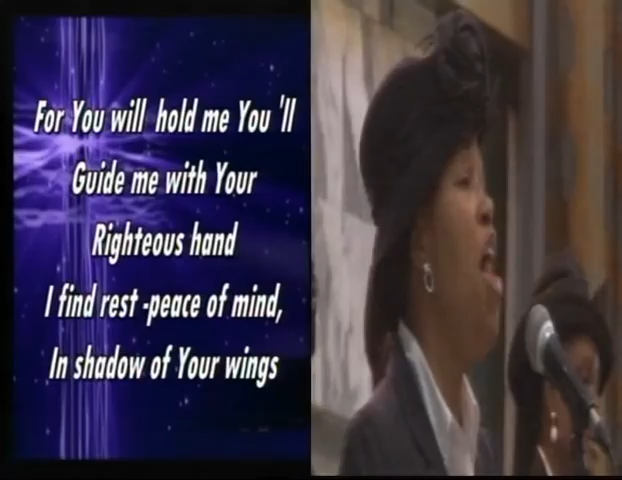 For You will hold me You 'll
Guide me with Your
Righteous hand
I find rest -peace of mind,
In shadow of Your wings